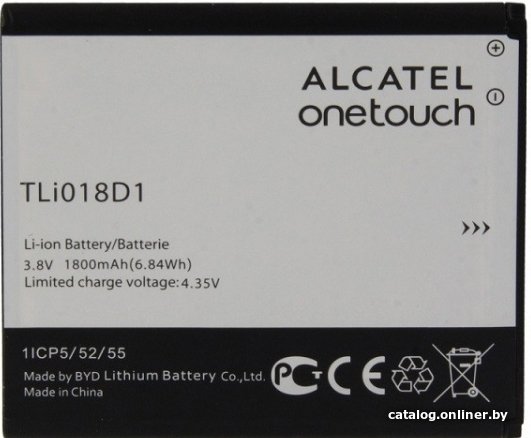 ALCATEL
onetouch
TLi018D1
Li-ion Battery/Batterie
3.8V 1800mAh(6.84Wh)
Limited charge voltage:4.35V
1ICP5/52/55
Made by BYD Lithium Battery Co.,Ltd.
Made in China
catalog.onliner.by